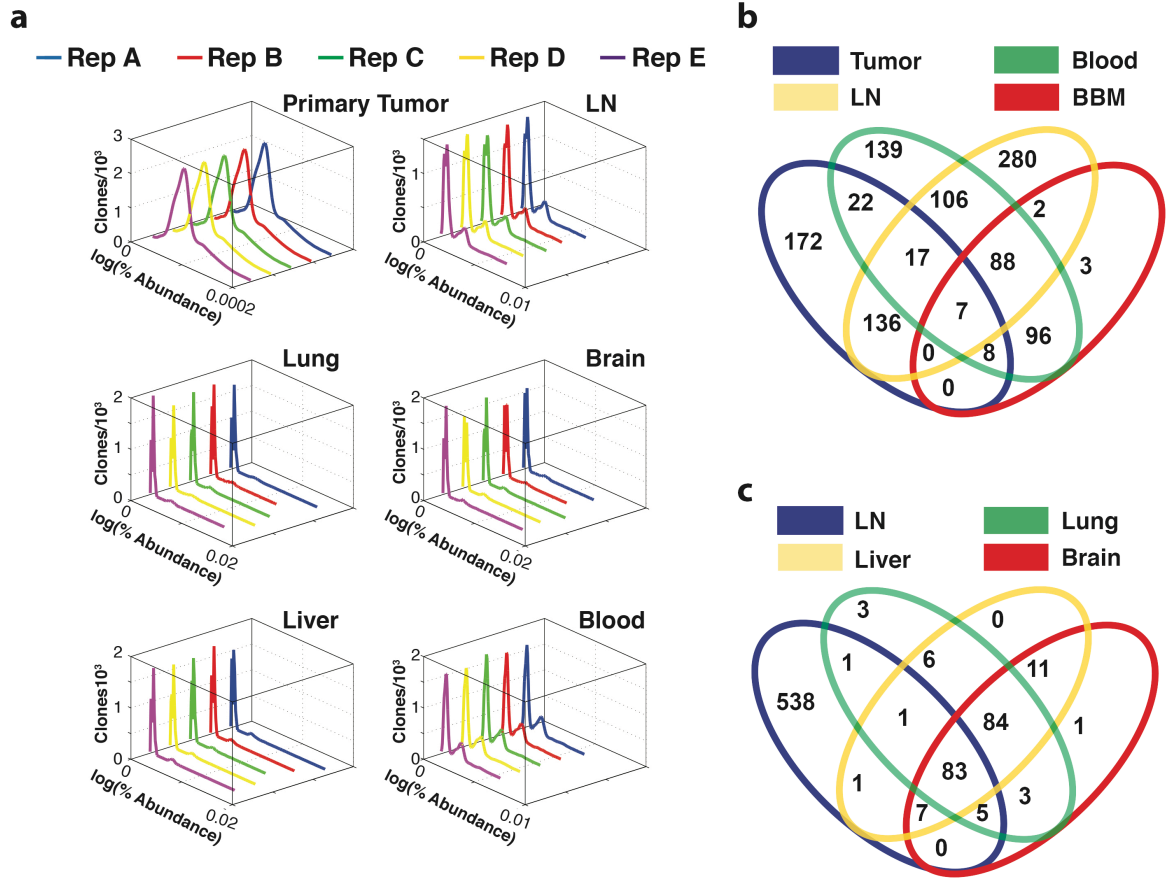 a
Rep A Rep B Rep C Rep D Rep E
Primary Tumor
3
2
1
0
Clones/10³
0
log(% Abundance)
0.0002
LN
1
0
Clones/10³
0
log(% Abundance)
0.01
Lung
2
1
0
Clones/10³
0
log(% Abundance)
0.02
Brain
2
1
0
Clones/10³
0
log(% Abundance)
0.02
Liver
2
1
0
Clones10³
0
log(% Abundance)
0.02
Blood
2
1
0
Clones/10³
0
log(% Abundance)
0.01
b
Tumor Blood
LN BBM
139 280
22 106 2
172 17 88 3
7
136 0 8 96
0
c
LN Lung
Liver Brain
3 0
1 6 11
538 1 84 1
83
1 7 5 3
0